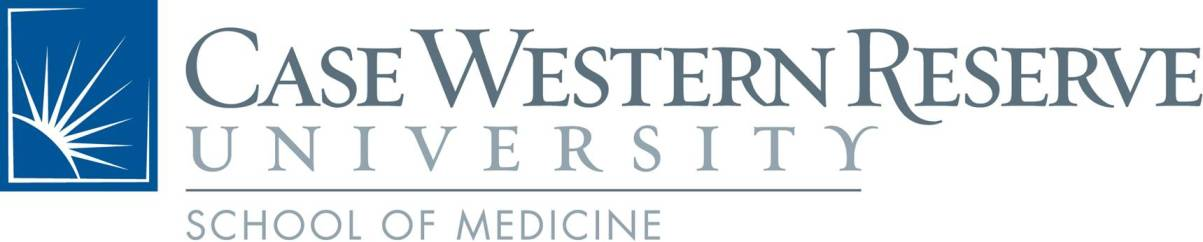 CASE WESTERN RESERVE
UNIVERSITY
SCHOOL OF MEDICINE